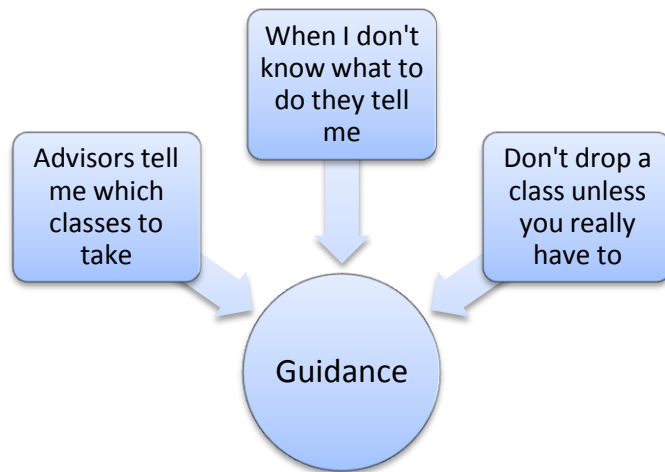 When I don't
know what to
do they tell
me
Advisors tell
me which
classes to
take
Don't drop a
class unless
you really
have to
Guidance